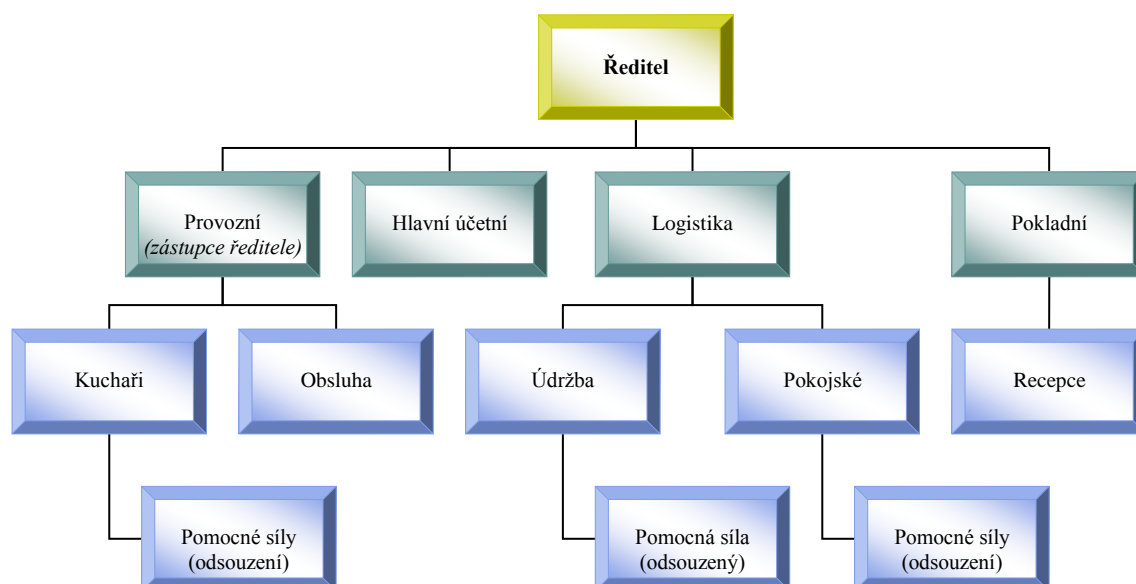 Ředitel
Provozní
(zástupce ředitele)
Hlavní účetní
Logistika
Pokladní
Kuchaři
Obsluha
Údržba
Pokojské
Recepce
Pomocné síly
(odsouzení)
Pomocná síla
(odsouzený)
Pomocné síly
(odsouzení)